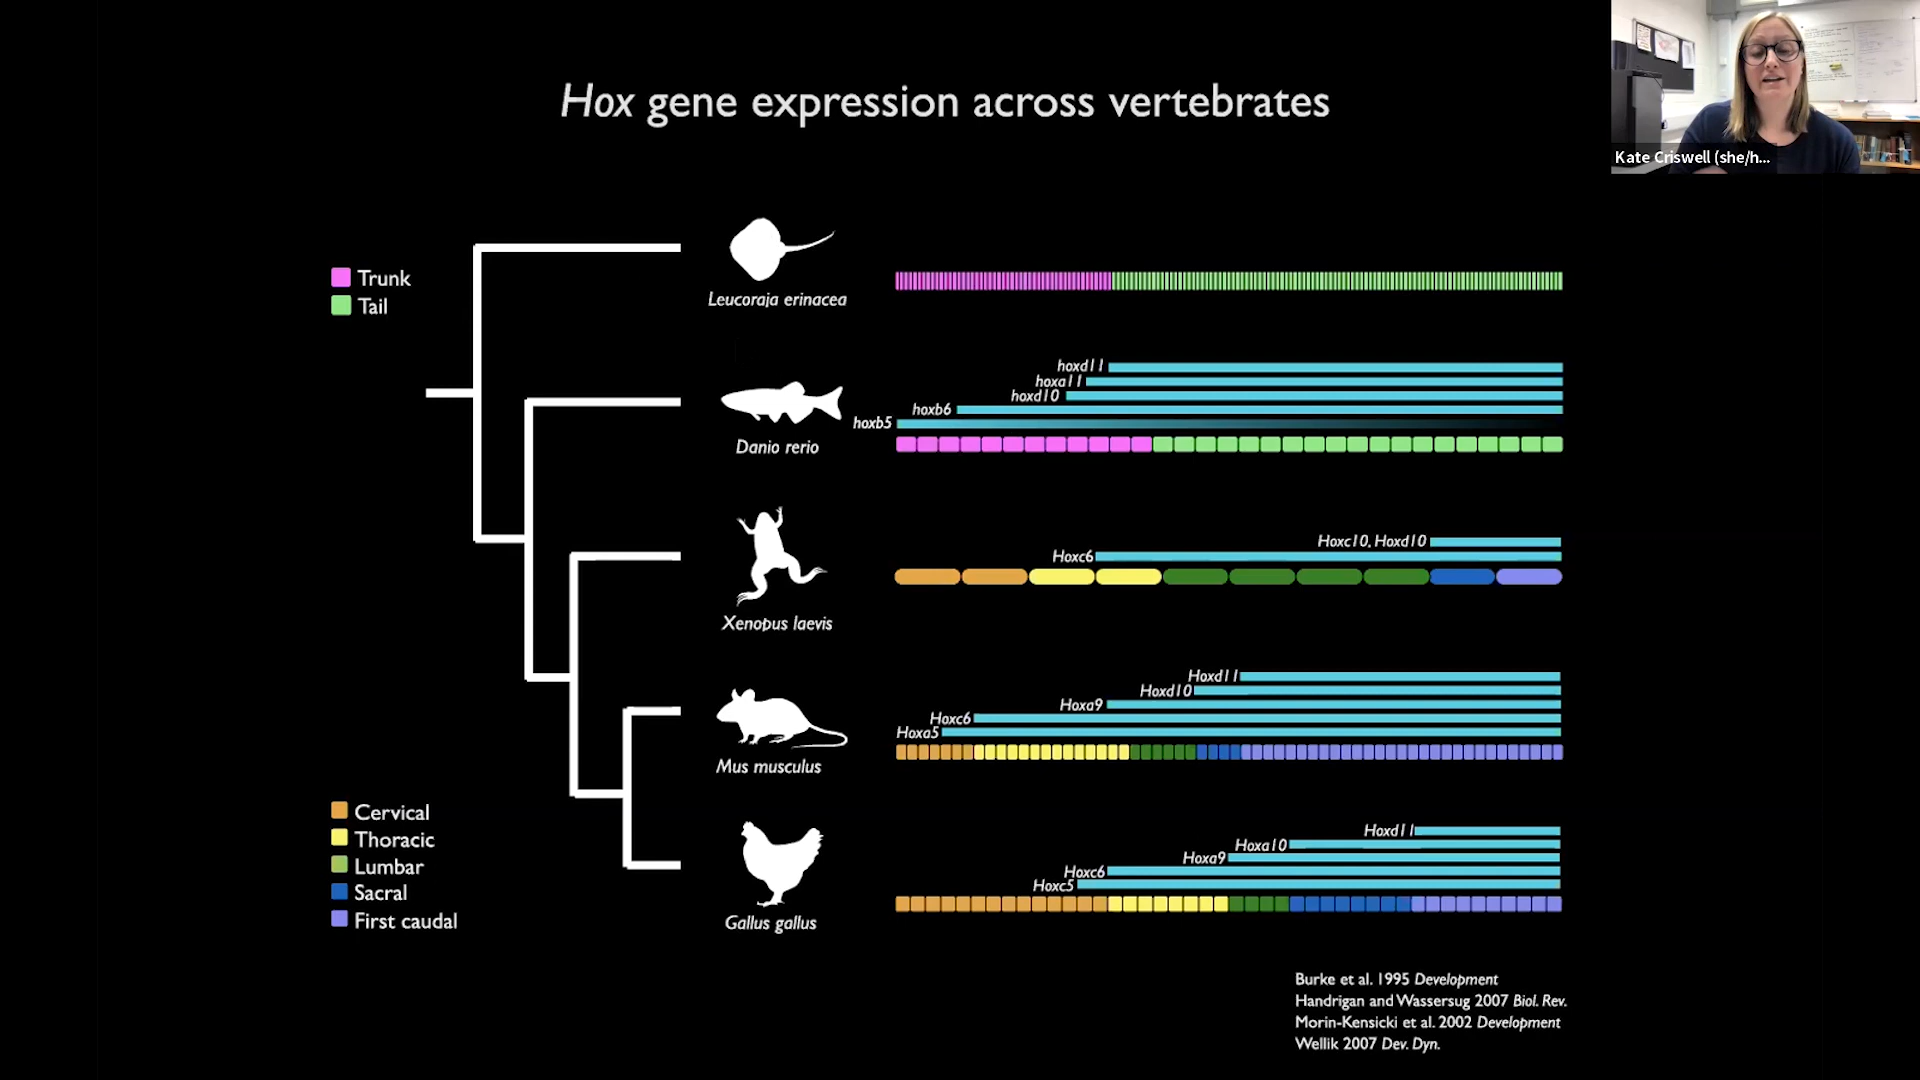 Hox gene expression across vertebrates
Kate Criswell (she/h...
Trunk
Tail
Leucoraja erinacea
hoxd11
hoxa11
hoxd10
hoxb6
hoxb5
Danio rerio
Hoxc10, Hoxd10
Hoxc6
Xenopus laevis
Hoxd11
Hoxd10
Hoxa9
Hoxc6
Hoxa5
Mus musculus
Cervical
Thoracic
Lumbar
Sacral
First caudal
Hoxd11
Hoxa10
Hoxa9
Hoxc6
Hoxc5
Gallus gallus
Burke et al. 1995 Development
Handrigan and Wassersug 2007 Biol. Rev.
Morin-Kensicki et al. 2002 Development
Wellik 2007 Dev. Dyn.